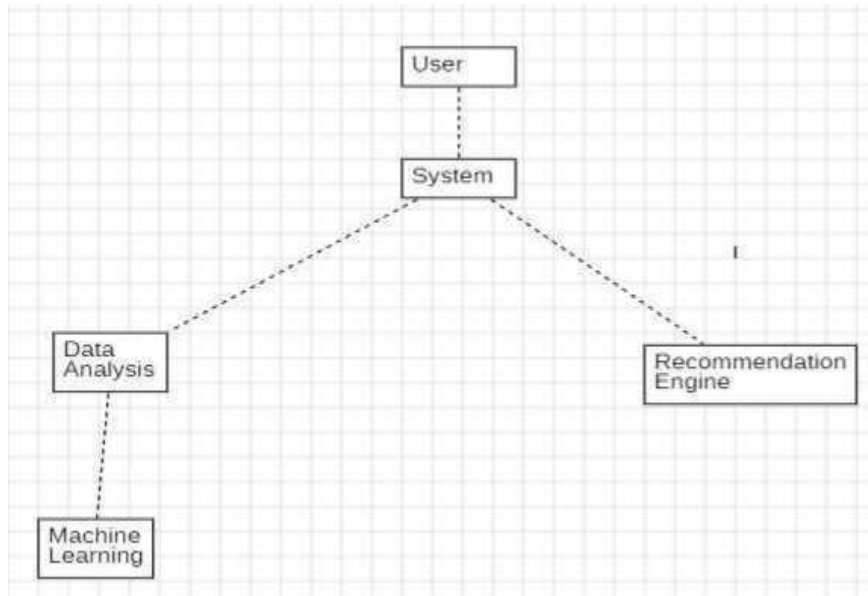 User
System
Data
Analysis
Recommendation
Engine
Machine
Learning